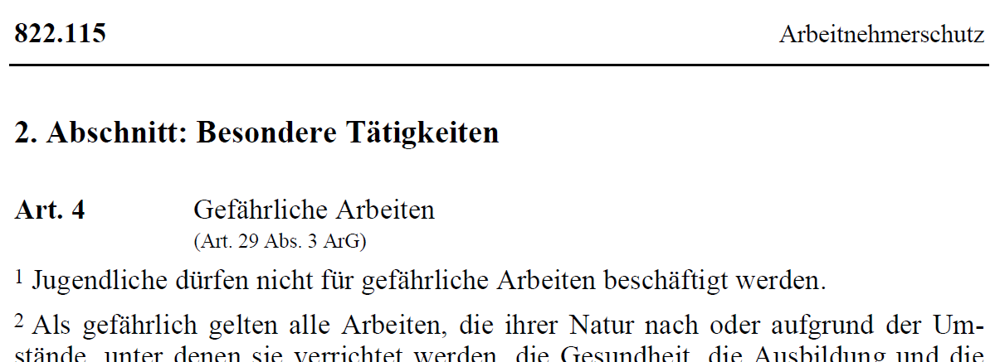 822.115 Arbeitnehmerschutz
2. Abschnitt: Besondere Tätigkeiten
Art. 4 Gefährliche Arbeiten
(Art. 29 Abs. 3 ArG)
1 Jugendliche dürfen nicht für gefährliche Arbeiten beschäftigt werden.
2 Als gefährlich gelten alle Arbeiten, die ihrer Natur nach oder aufgrund der Um-
stände, unter denen sie verrichtet werden, die Gesundheit, die Ausbildung und die